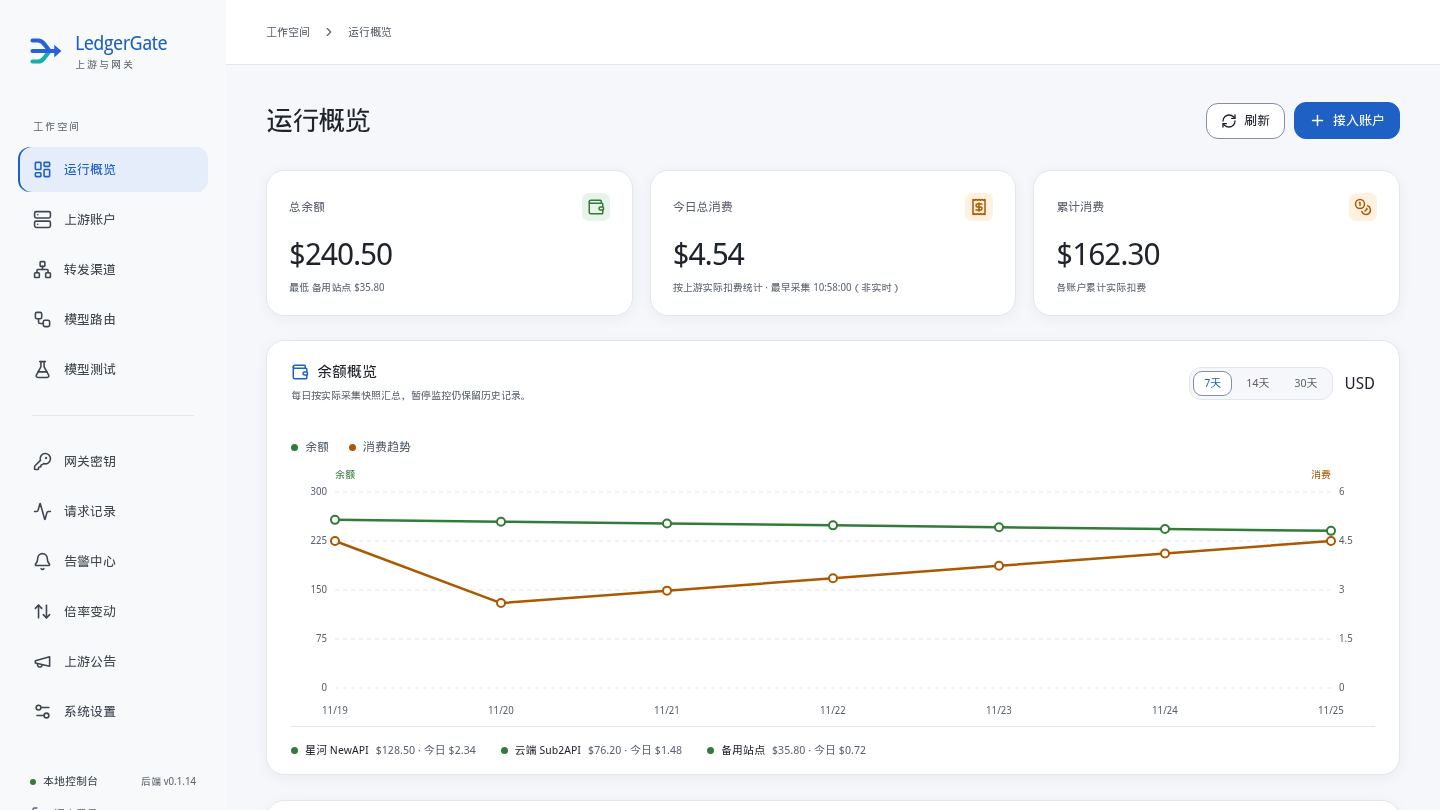 LedgerGate
上游与网关
工作空间
运行概览
上游账户
转发渠道
模型路由
模型测试
网关密钥
请求记录
告警中心
倍率变动
上游公告
系统设置
本地控制台 后端 v0.1.14
工作空间 > 运行概览
运行概览
刷新
接入账户
总余额
$240.50
最低 备用站点 $35.80
今日总消费
$4.54
按上游实际扣费统计 · 最早采集 10:58:00（非实时）
累计消费
$162.30
各账户累计实际扣费
余额概览
每日按实际采集快照汇总，暂停监控仍保留历史记录。
7天 14天 30天 USD
余额 消费趋势
余额 消费
300 6
225 4.5
150 3
75 1.5
0 0
11/19 11/20 11/21 11/22 11/23 11/24 11/25
星河 NewAPI $128.50 · 今日 $2.34
云端 Sub2API $76.20 · 今日 $1.48
备用站点 $35.80 · 今日 $0.72